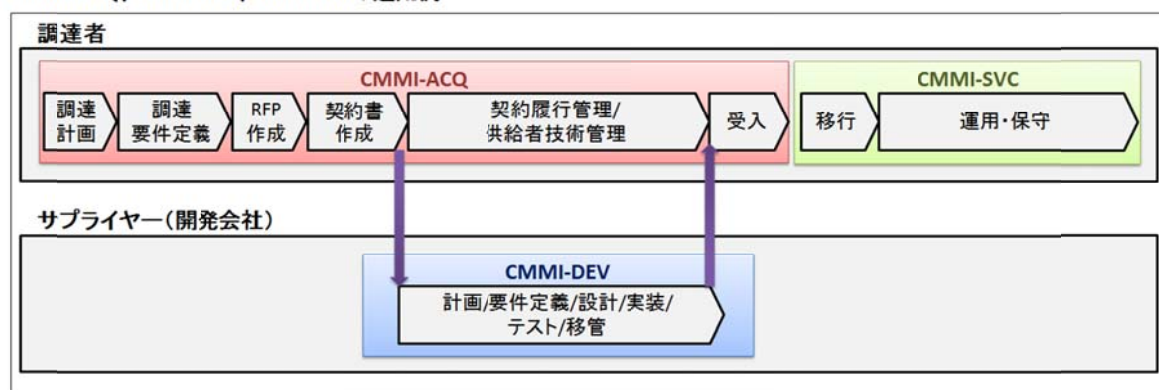 調達者
CMMI-ACQ
調達
計画
調達
要件定義
RFP
作成
契約書
作成
契約履行管理/
供給者技術管理
受入
CMMI-SVC
移行
運用・保守
サプライヤー(開発会社)
CMMI-DEV
計画/要件定義/設計/実装/
テスト/移管